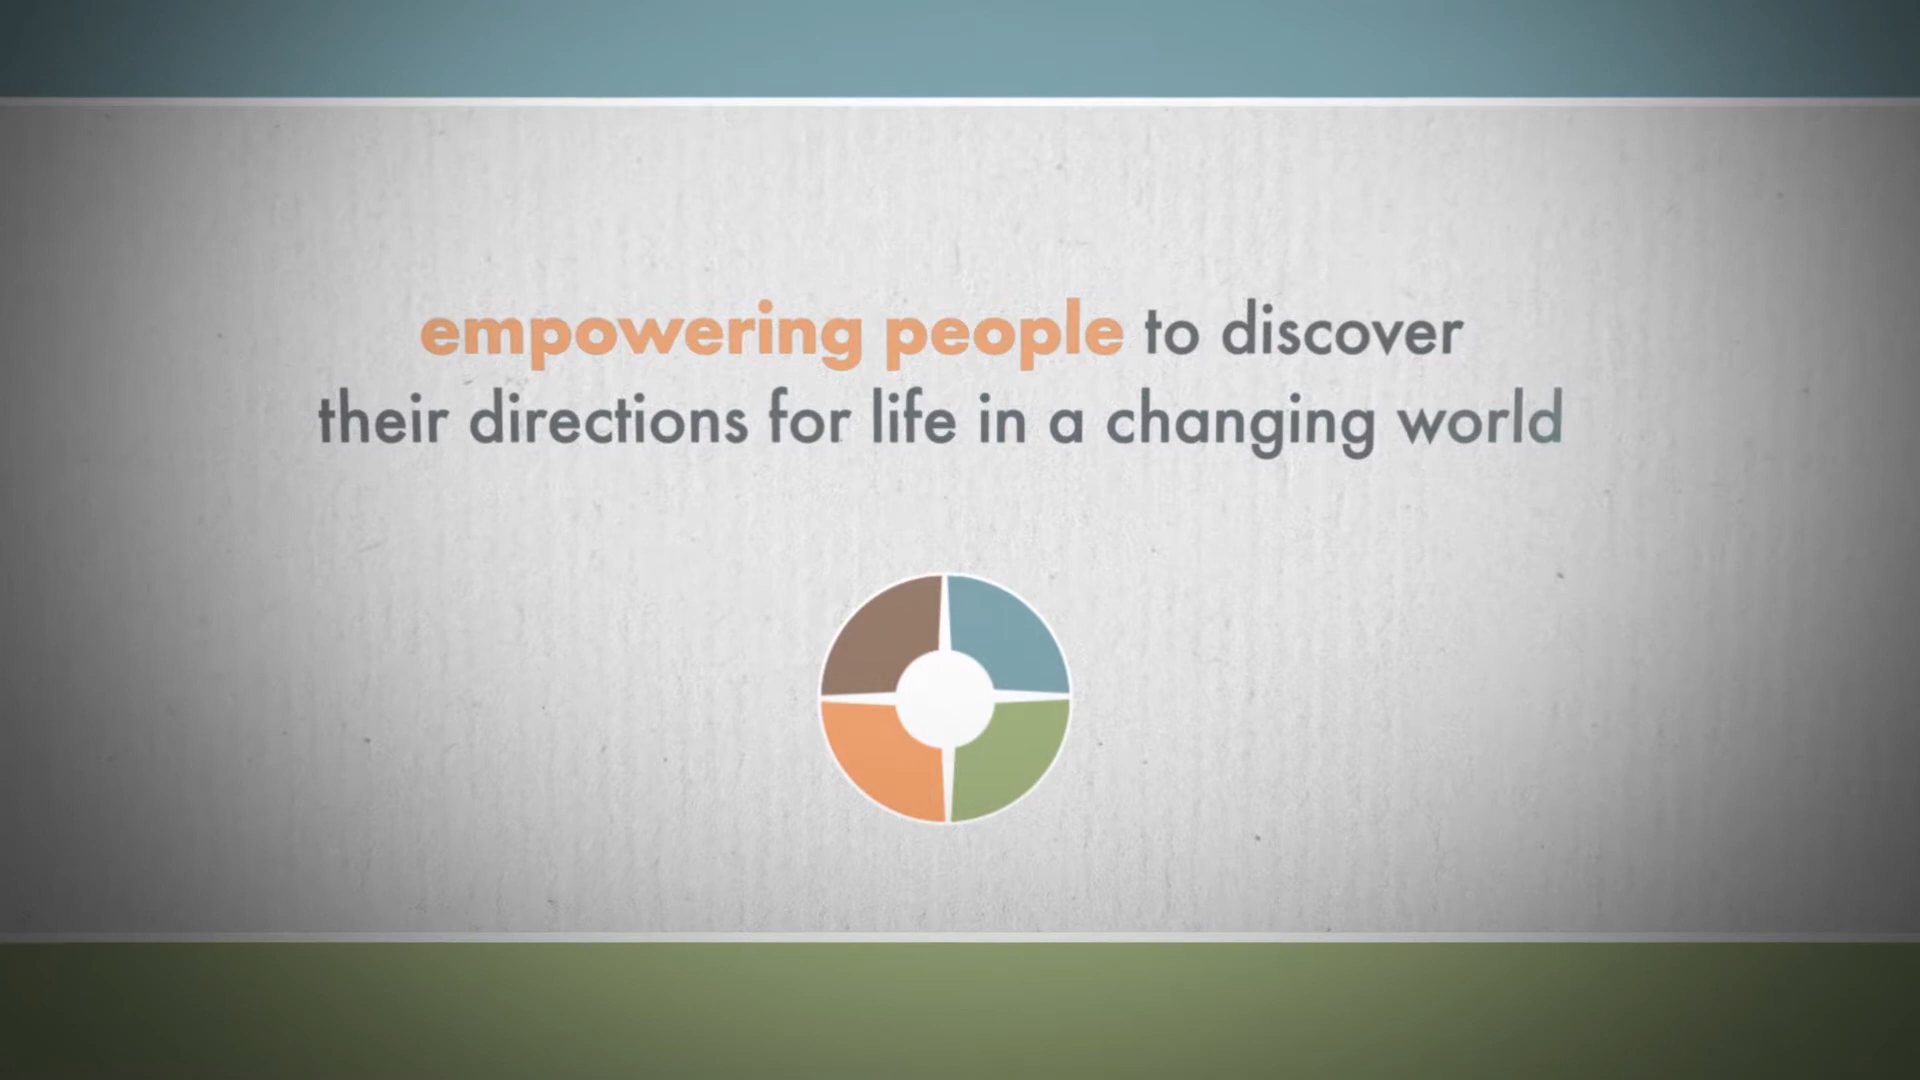 empowering people to discover
their directions for life in a changing world